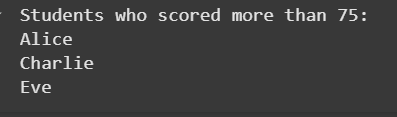 Students who scored more than 75:
Alice
Charlie
Eve